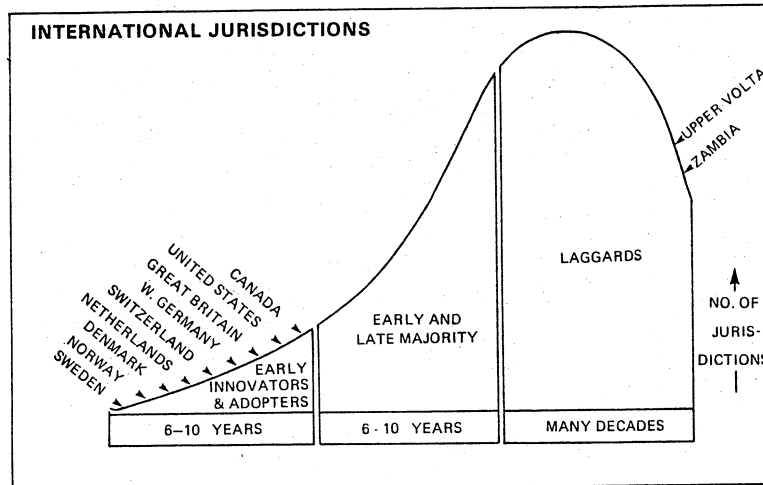 INTERNATIONAL JURISDICTIONS
UPPER VOLTA
ZAMBIA
CANADA
UNITED STATES
GREAT BRITAIN
W. GERMANY
SWITZERLAND
NETHERLANDS
DENMARK
NORWAY
SWEDEN
EARLY
INNOVATORS
& ADOPTERS
EARLY AND
LATE MAJORITY
LAGGARDS
NO. OF
JURIS-
DICTIONS
6–10 YEARS
6-10 YEARS
MANY DECADES